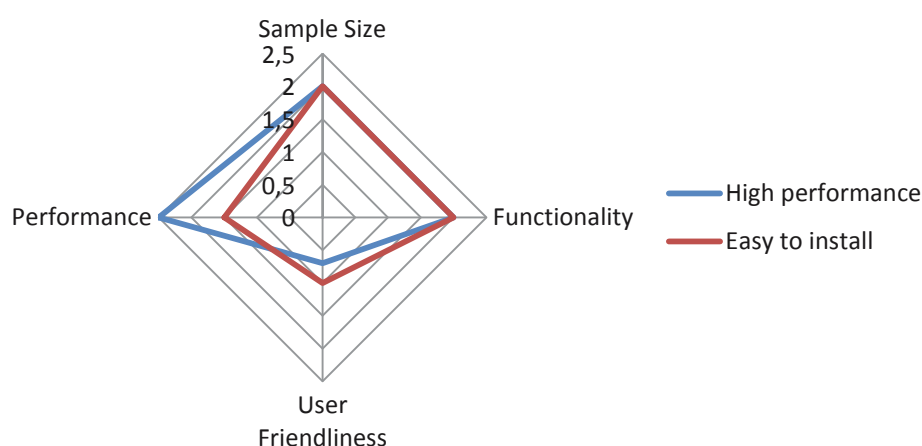 Sample Size
2,5
2
1,5
1
0,5
0
Performance
Functionality
High performance
Easy to install
User
Friendliness